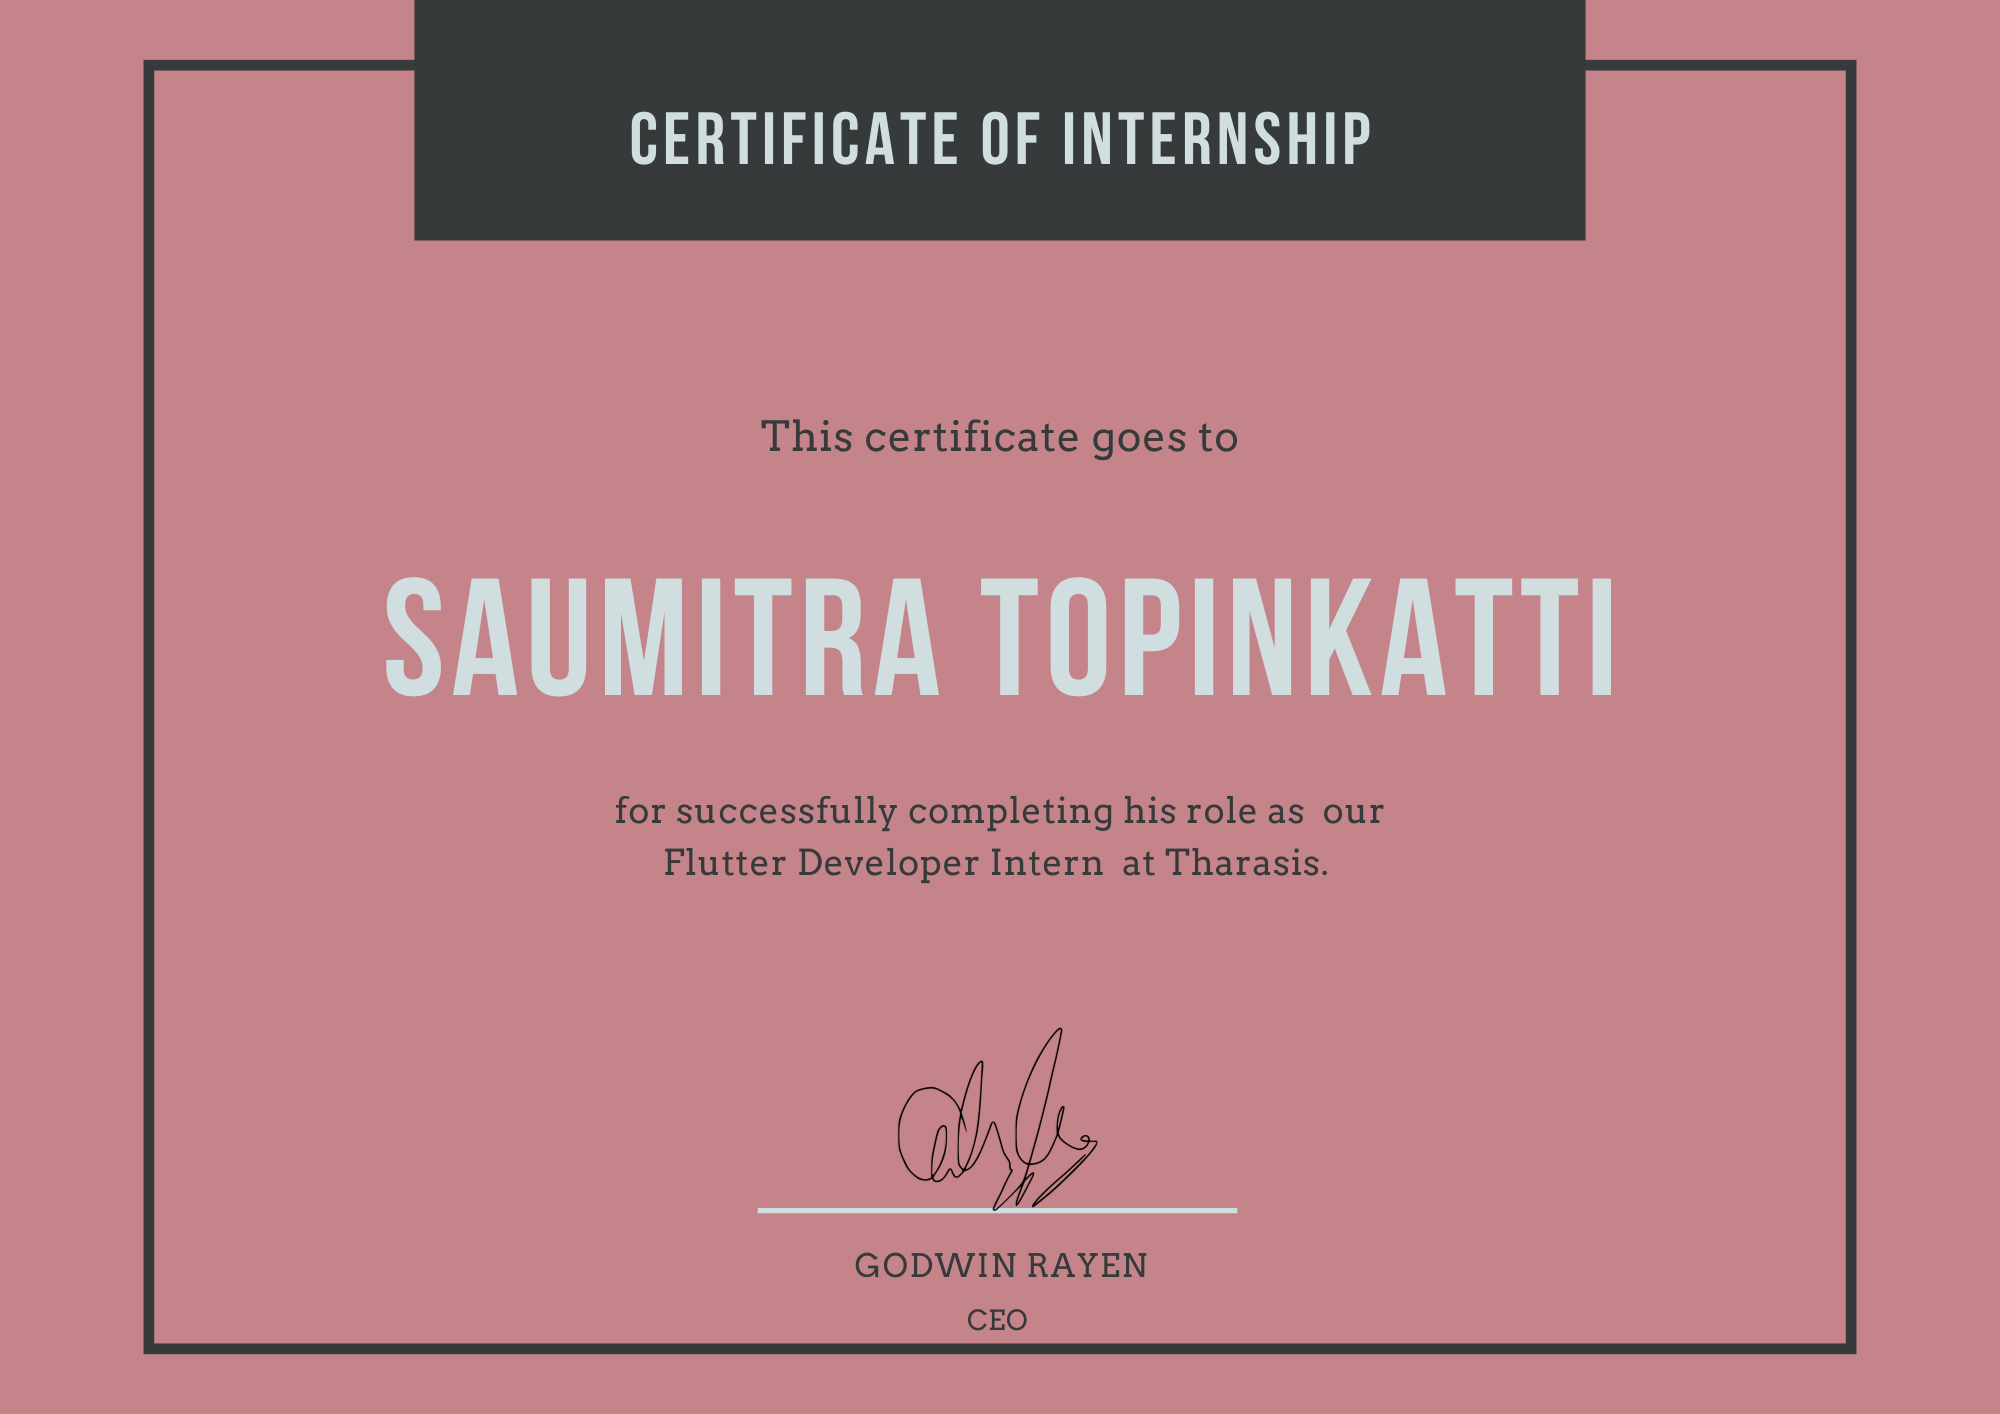 CERTIFICATE OF INTERNSHIP
This certificate goes to
SAUMITRA TOPINKATTI
for successfully completing his role as our
Flutter Developer Intern at Tharasis.
GODWIN RAYEN
CEO